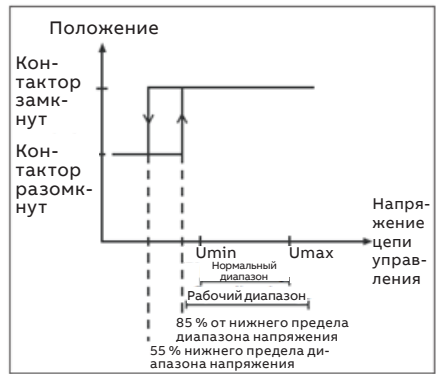 Положение
Кон-
тактор
замк-
нут
Кон-
тактор
разомк-
нут
Напря-
жение
цепи
управ-
ления
Umin
Umax
Нормальный
диапазон
Рабочий диапазон
85 % от нижнего предела
диапазона напряжения
55 % нижнего предела ди-
апазона напряжения